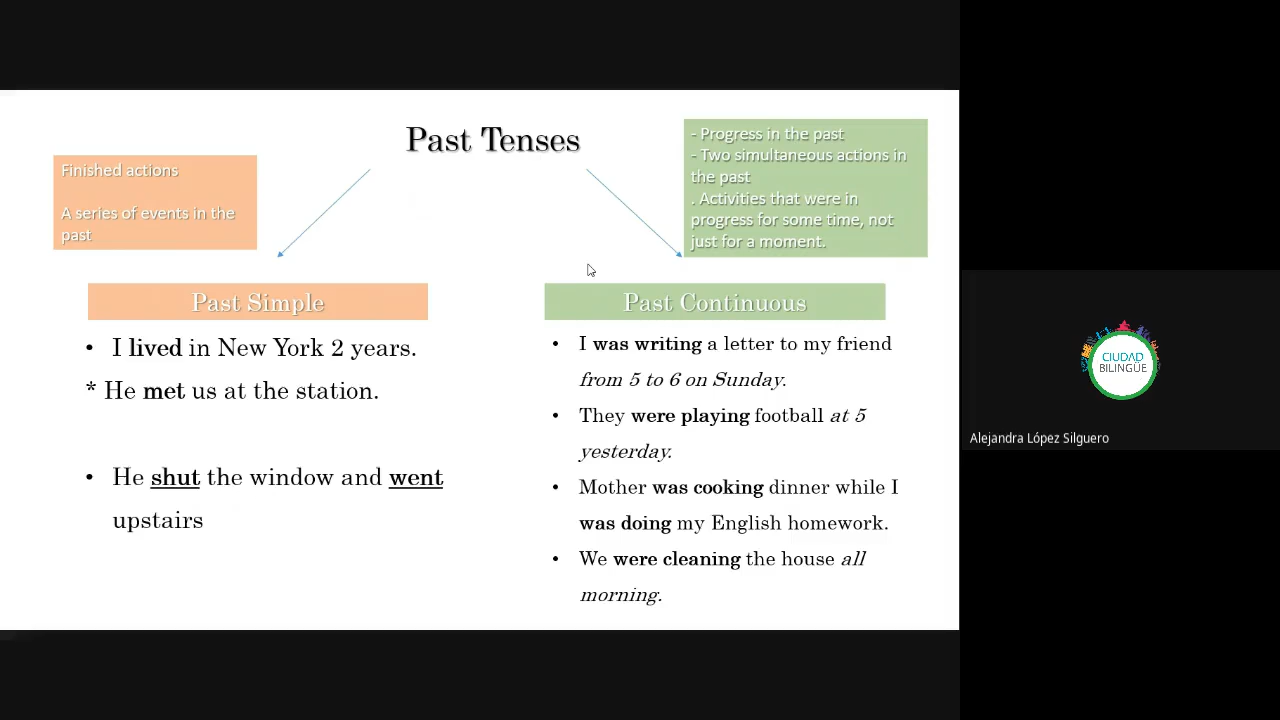 Past Tenses
Finished actions
A series of events in the
past
- Progress in the past
- Two simultaneous actions in
the past
. Activities that were in
progress for some time, not
just for a moment.
Past Simple
• I lived in New York 2 years.
* He met us at the station.
• He shut the window and went
upstairs
Past Continuous
• I was writing a letter to my friend
from 5 to 6 on Sunday.
• They were playing football at 5
yesterday.
• Mother was cooking dinner while I
was doing my English homework.
• We were cleaning the house all
morning.
CIUDAD
BILINGÜE
Alejandra López Silguero